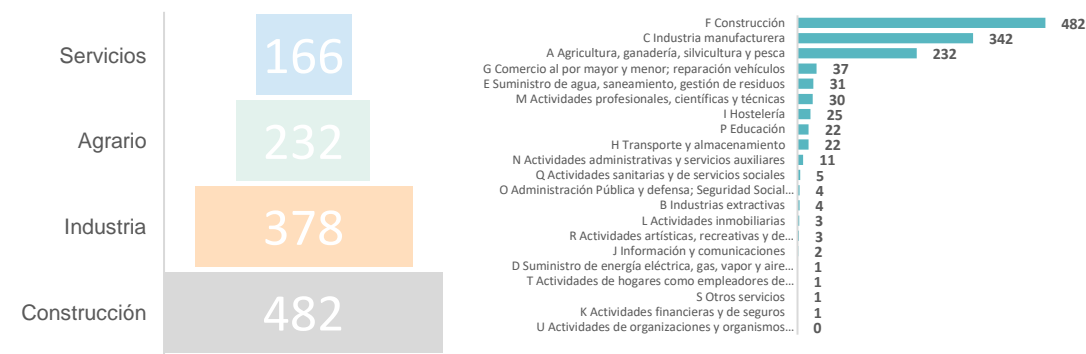 Servicios 166
Agrario 232
Industria 378
Construcción 482
F Construcción 482
C Industria manufacturera 342
A Agricultura, ganadería, silvicultura y pesca 232
G Comercio al por mayor y menor; reparación vehículos 37
E Suministro de agua, saneamiento, gestión de residuos 31
M Actividades profesionales, científicas y técnicas 30
I Hostelería 25
P Educación 22
H Transporte y almacenamiento 22
N Actividades administrativas y servicios auxiliares 11
Q Actividades sanitarias y de servicios sociales 5
O Administración Pública y defensa; Seguridad Social... 4
B Industrias extractivas 4
L Actividades inmobiliarias 3
R Actividades artísticas, recreativas y de... 3
J Información y comunicaciones 2
D Suministro de energía eléctrica, gas, vapor y aire... 1
T Actividades de hogares como empleadores de... 1
S Otros servicios 1
K Actividades financieras y de seguros 1
U Actividades de organizaciones y organismos... 0